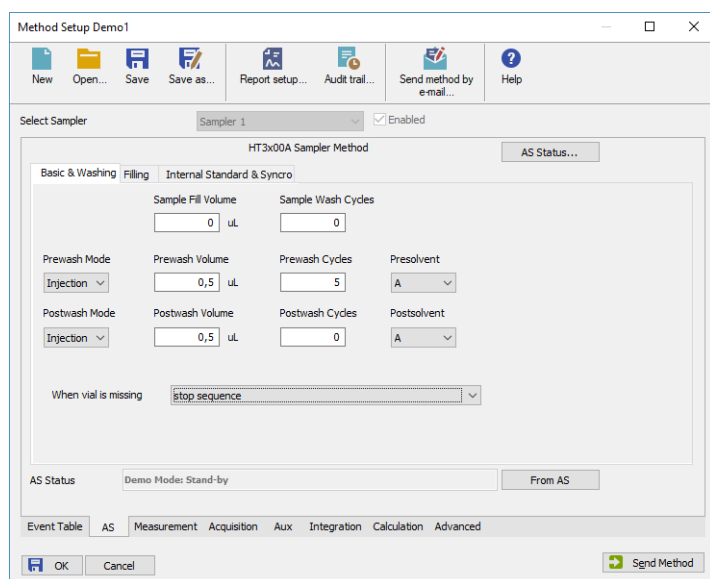 Method Setup Demo1
New Open... Save Save as... Report setup... Audit trail... Send method by e-mail... Help
Select Sampler Sampler 1 Enabled
HT3x00A Sampler Method AS Status...
Basic & Washing Filling Internal Standard & Syncro
Sample Fill Volume Sample Wash Cycles
0 uL 0
Prewash Mode Prewash Volume Prewash Cycles Presolvent
Injection 0,5 uL 5 A
Postwash Mode Postwash Volume Postwash Cycles Postsolvent
Injection 0,5 uL 0 A
When vial is missing stop sequence
AS Status Demo Mode: Stand-by From AS
Event Table AS Measurement Acquisition Aux Integration Calculation Advanced
OK Cancel Send Method